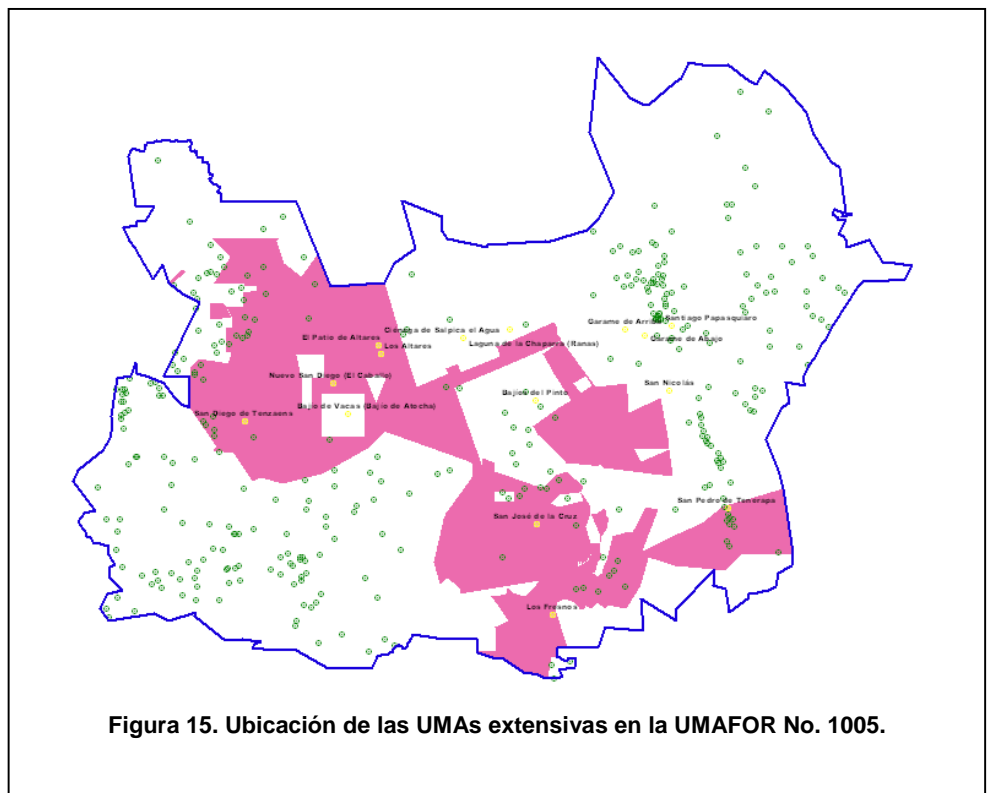 Garame de Arriba
Santiago Papasquiaro
Ciénega de Salpica el Agua
El Patio de Altares
Laguna de la Chaparra (Ranas)
Garame de Abajo
Los Altares
Nuevo San Diego (El Caballo)
San Nicolás
Bajíos del Pinto
San Diego de Tenzaens
Bajío de Vacas (Bajío de Atocha)
San Pedro de Tenerapa
San José de la Cruz
Los Fresnos
Figura 15. Ubicación de las UMAs extensivas en la UMAFOR No. 1005.